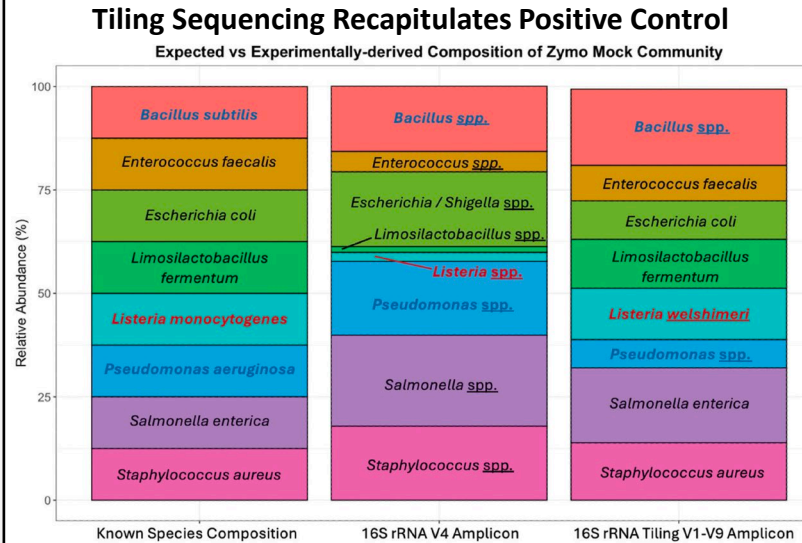 Tiling Sequencing Recapitulates Positive Control
Expected vs Experimentally-derived Composition of Zymo Mock Community
Relative Abundance (%)
100
75
50
25
0
Bacillus subtilis
Enterococcus faecalis
Escherichia coli
Limosilactobacillus
fermentum
Listeria monocytogenes
Pseudomonas aeruginosa
Salmonella enterica
Staphylococcus aureus
Bacillus spp.
Enterococcus spp.
Escherichia / Shigella spp.
Limosilactobacillus spp.
Listeria spp.
Pseudomonas spp.
Salmonella spp.
Staphylococcus spp.
Bacillus spp.
Enterococcus faecalis
Escherichia coli
Limosilactobacillus
fermentum
Listeria welshimeri
Pseudomonas spp.
Salmonella enterica
Staphylococcus aureus
Known Species Composition
16S rRNA V4 Amplicon
16S rRNA Tiling V1-V9 Amplicon